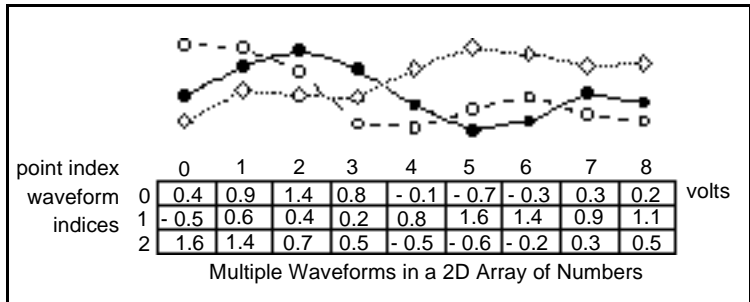 point index 0 1 2 3 4 5 6 7 8
waveform 0 0.4 0.9 1.4 0.8 - 0.1 - 0.7 - 0.3 0.3 0.2 volts
indices 1 - 0.5 0.6 0.4 0.2 0.8 1.6 1.4 0.9 1.1
2 1.6 1.4 0.7 0.5 - 0.5 - 0.6 - 0.2 0.3 0.5
Multiple Waveforms in a 2D Array of Numbers